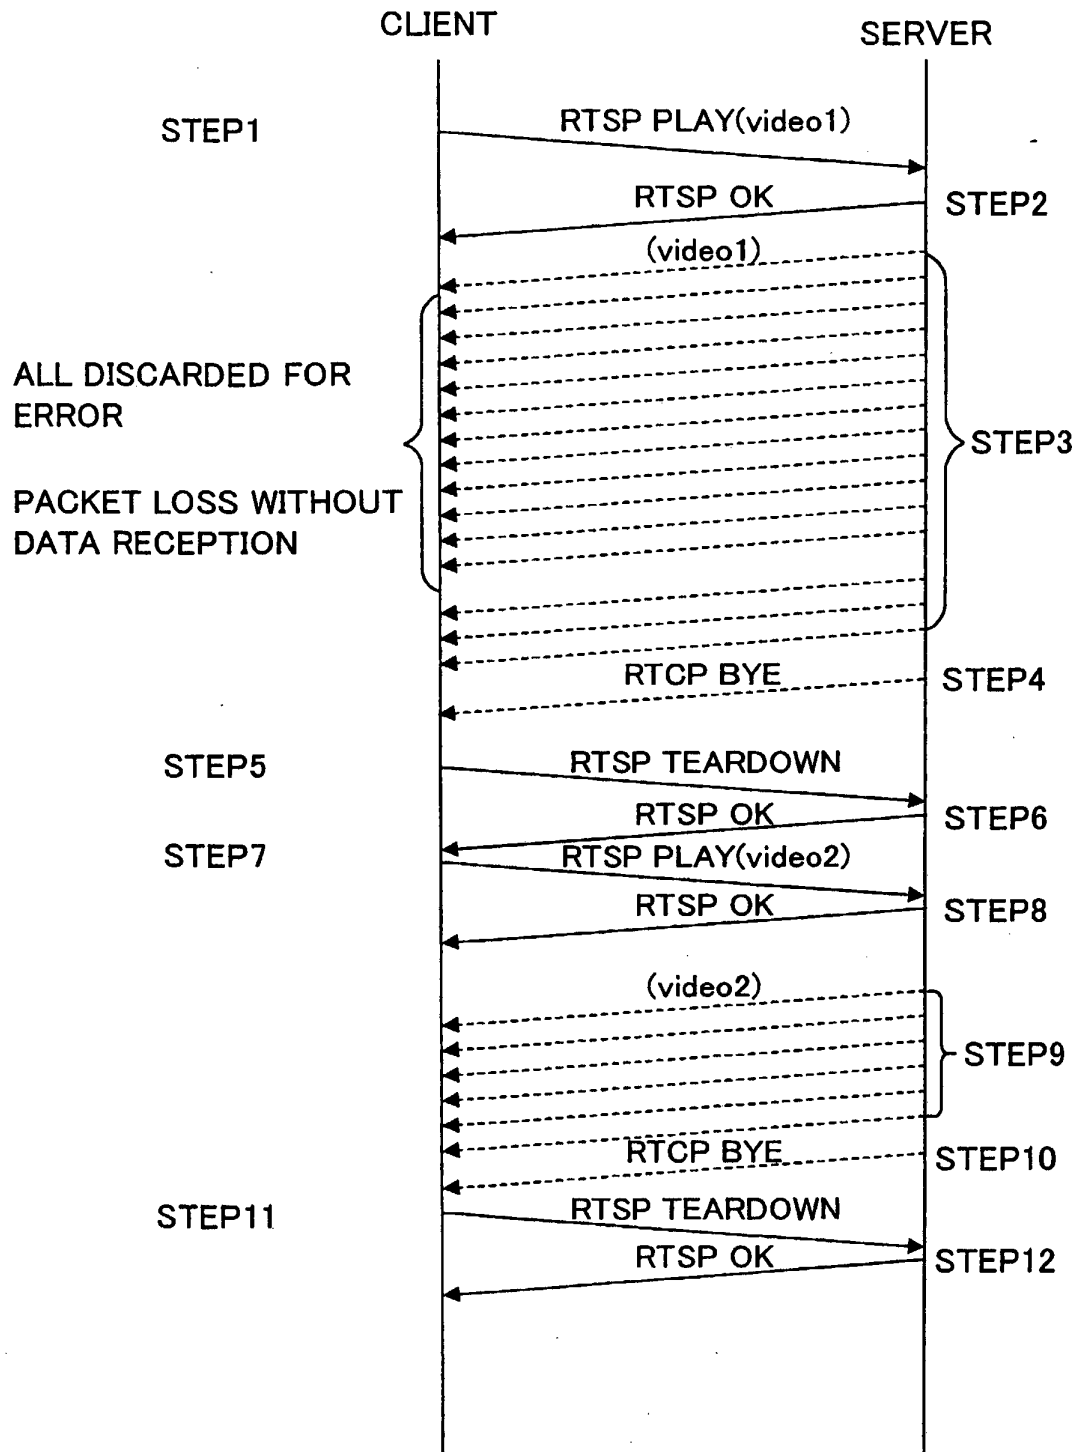 CLIENT
SERVER
STEP1
RTSP PLAY(video1)
RTSP OK
STEP2
(video1)
ALL DISCARDED FOR
ERROR
STEP3
PACKET LOSS WITHOUT
DATA RECEPTION
RTCP BYE
STEP4
STEP5
RTSP TEARDOWN
RTSP OK
STEP6
STEP7
RTSP PLAY(video2)
RTSP OK
STEP8
(video2)
STEP9
RTCP BYE
STEP10
STEP11
RTSP TEARDOWN
RTSP OK
STEP12